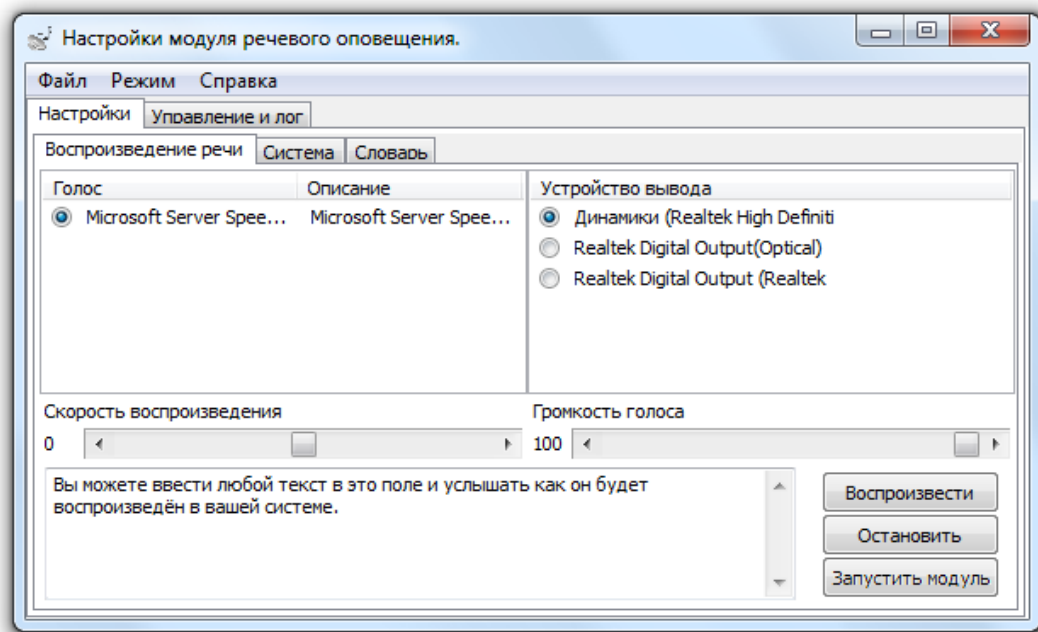 Настройки модуля речевого оповещения.
Файл Режим Справка
Настройки Управление и лог
Воспроизведение речи Система Словарь
Голос Описание Устройство вывода
Microsoft Server Spee... Microsoft Server Spee... Динамики (Realtek High Definiti
Realtek Digital Output(Optical)
Realtek Digital Output (Realtek
Скорость воспроизведения Громкость голоса
0 100
Вы можете ввести любой текст в это поле и услышать как он будет
воспроизведён в вашей системе.
Воспроизвести
Остановить
Запустить модуль